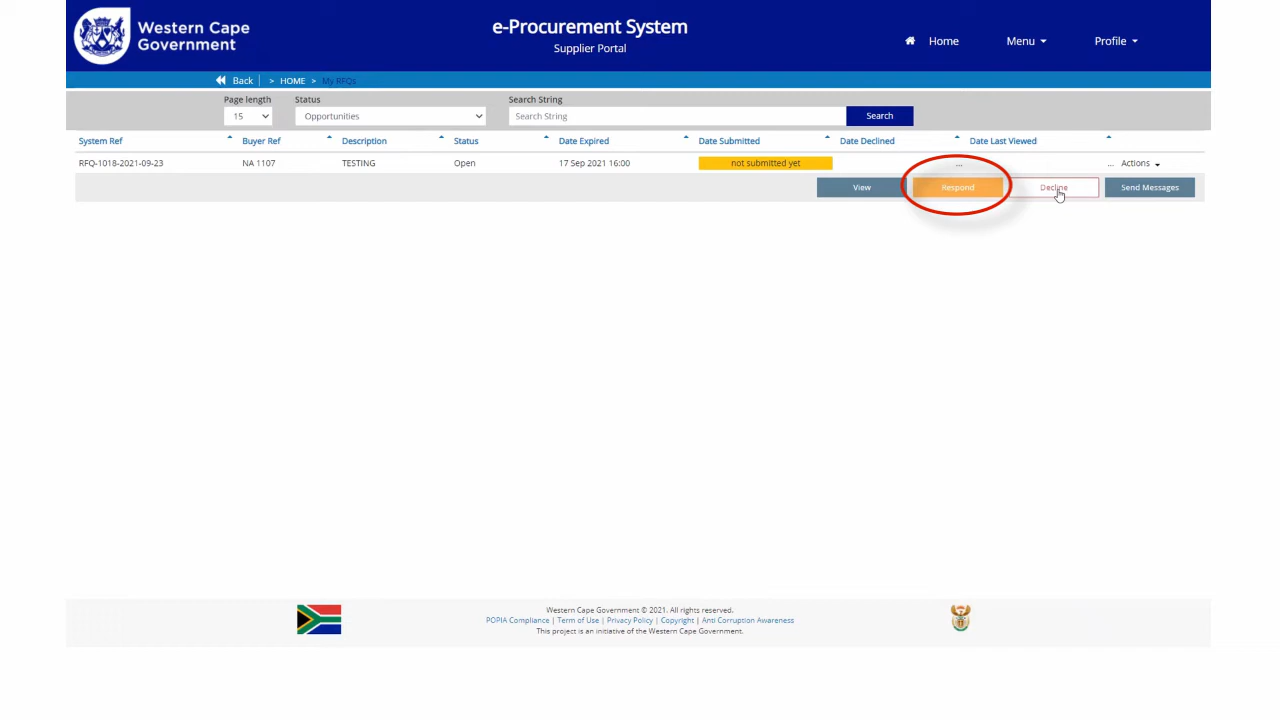 Western Cape
Government
e-Procurement System
Supplier Portal
Home Menu Profile
Back > HOME > My RFQs
Page length Status Search String
15 Opportunities Search String Search
System Ref Buyer Ref Description Status Date Expired Date Submitted Date Declined Date Last Viewed
RFQ-1018-2021-09-23 NA 1107 TESTING Open 17 Sep 2021 16:00 not submitted yet ... ... Actions
View Respond Decline Send Messages
Western Cape Government © 2021. All rights reserved.
POPIA Compliance | Term of Use | Privacy Policy | Copyright | Anti Corruption Awareness
This project is an initiative of the Western Cape Government.